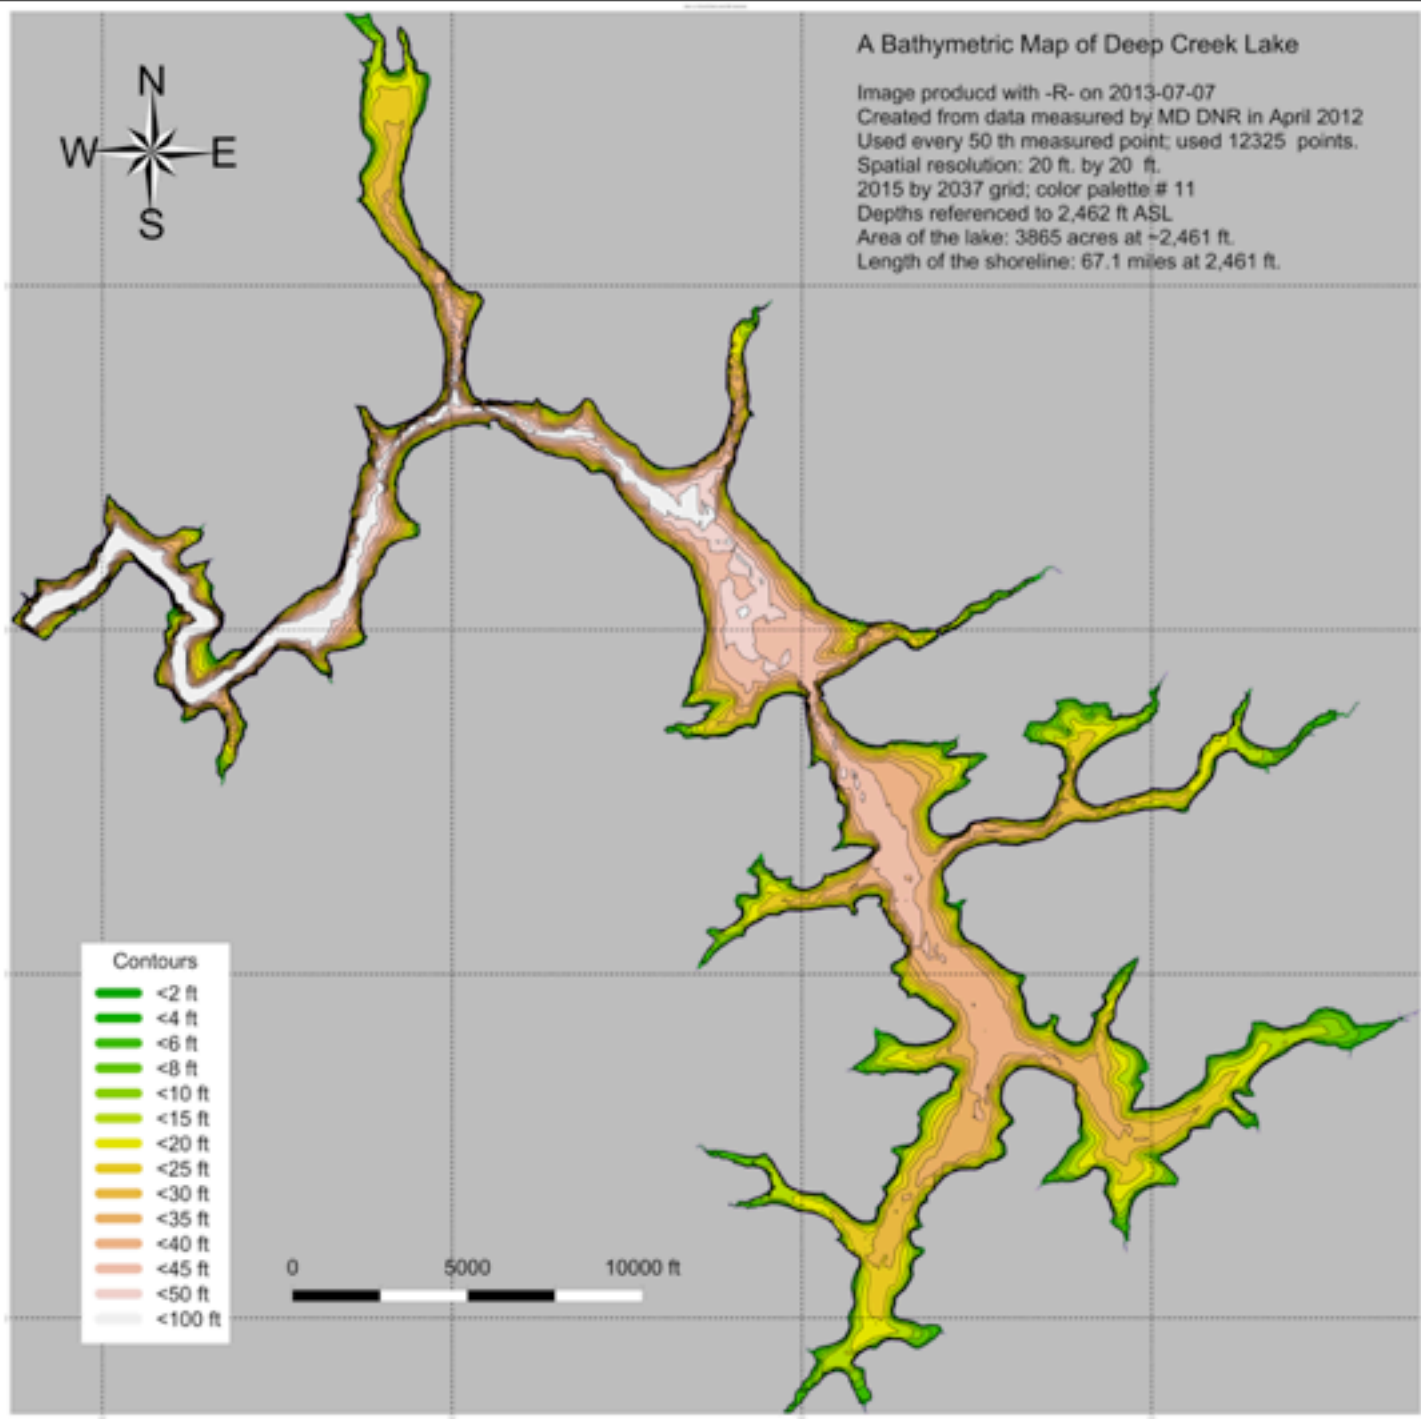 A Bathymetric Map of Deep Creek Lake
Image producd with -R- on 2013-07-07
Created from data measured by MD DNR in April 2012
Used every 50 th measured point; used 12325 points.
Spatial resolution: 20 ft. by 20 ft.
2015 by 2037 grid; color palette # 11
Depths referenced to 2,462 ft ASL
Area of the lake: 3865 acres at ~2,461 ft.
Length of the shoreline: 67.1 miles at 2,461 ft.
N
W E
S
Contours
<2 ft
<4 ft
<6 ft
<8 ft
<10 ft
<15 ft
<20 ft
<25 ft
<30 ft
<35 ft
<40 ft
<45 ft
<50 ft
<100 ft
0 5000 10000 ft